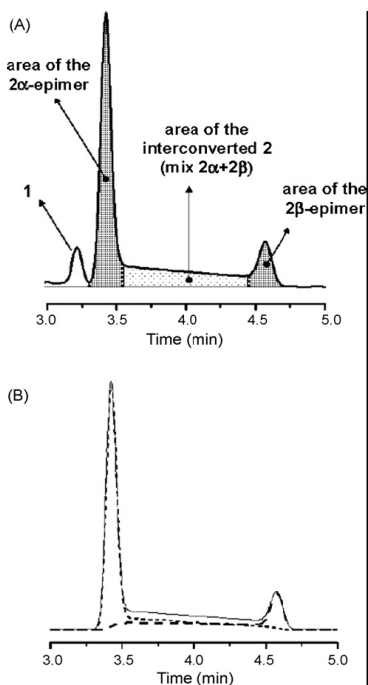 (A)
area of the
2α-epimer
area of the
interconverted 2
(mix 2α+2β)
area of the
2β-epimer
1
3.0 3.5 4.0 4.5 5.0
Time (min)
(B)
3.0 3.5 4.0 4.5 5.0
Time (min)